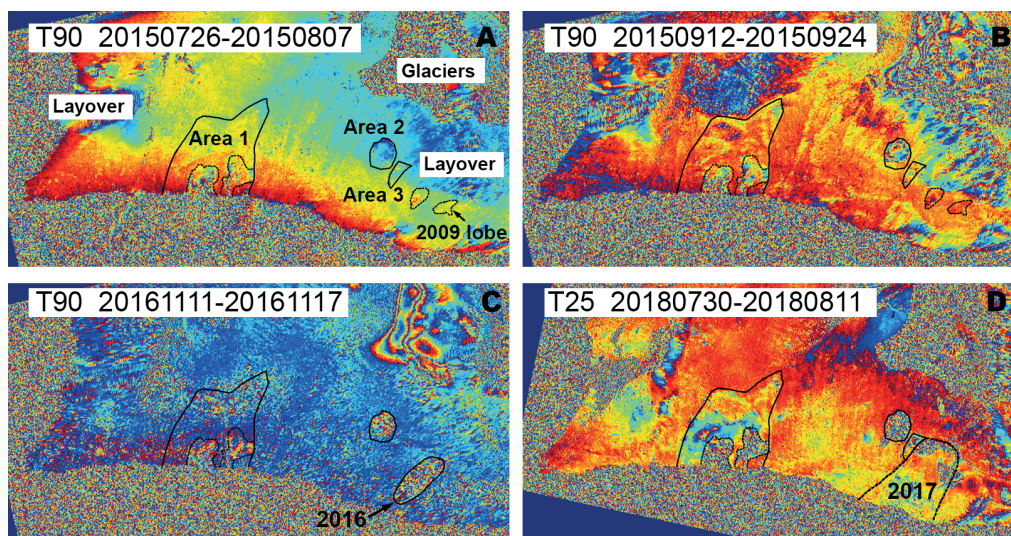 T90 20150726-20150807
A
Glaciers
Layover
Area 1
Area 2
Layover
Area 3
2009 lobe
T90 20150912-20150924
B
T90 20161111-20161117
C
2016
T25 20180730-20180811
D
2017